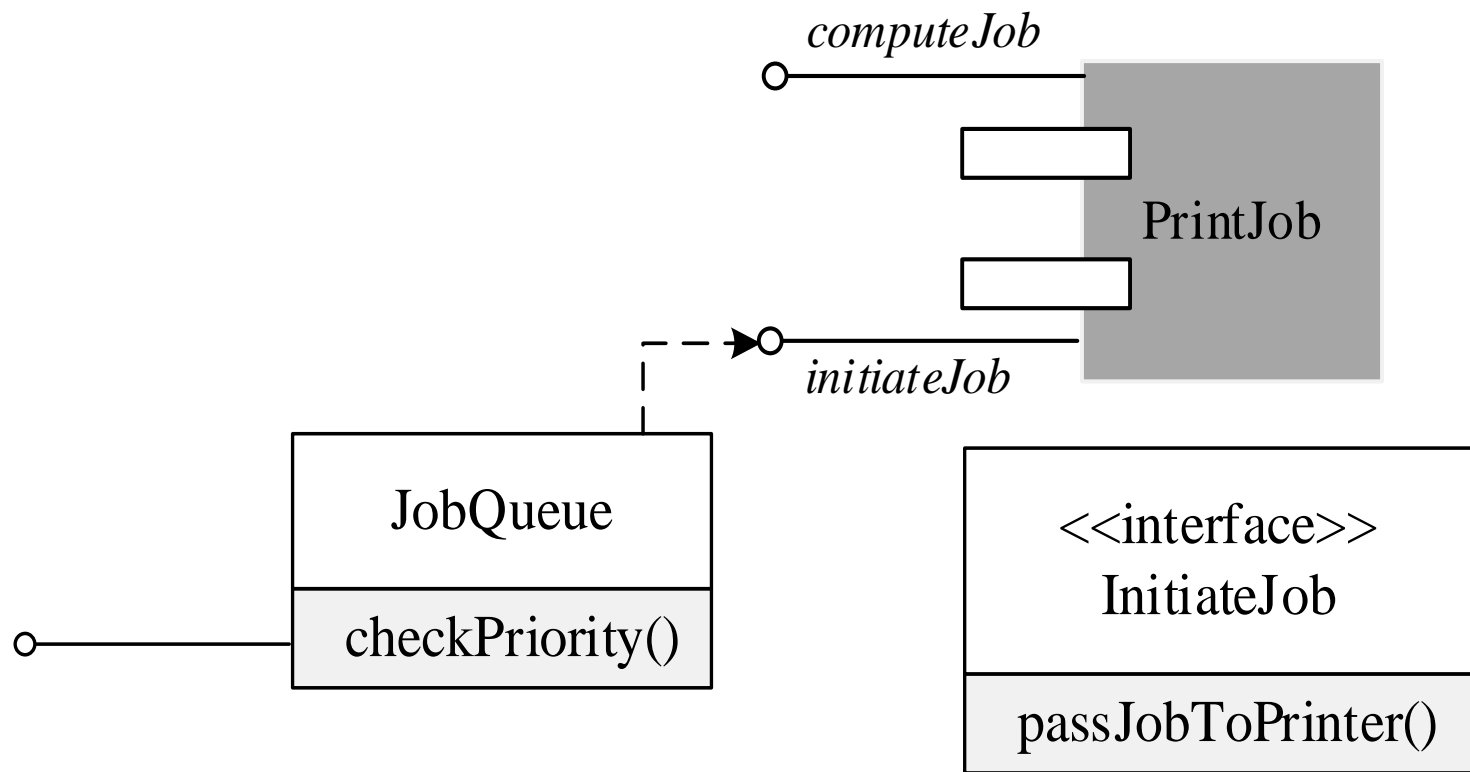 computeJob
PrintJob
initiateJob
JobQueue
checkPriority()
<<interface>>
InitiateJob
passJobToPrinter()